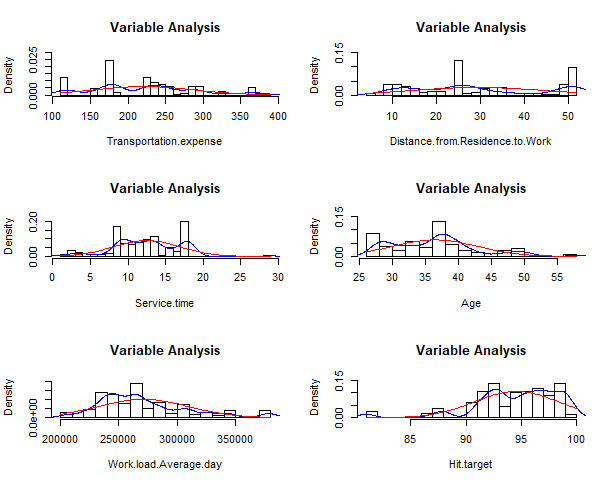 Variable Analysis
Density
0.000 0.025
100 150 200 250 300 350 400
Transportation.expense
Variable Analysis
Density
0.00 0.15
10 20 30 40 50
Distance.from.Residence.to.Work
Variable Analysis
Density
0.00 0.20
0 5 10 15 20 25 30
Service.time
Variable Analysis
Density
0.00 0.15
25 30 35 40 45 50 55
Age
Variable Analysis
Density
0.0e+00
200000 250000 300000 350000
Work.load.Average.day
Variable Analysis
Density
0.00 0.15
85 90 95 100
Hit.target